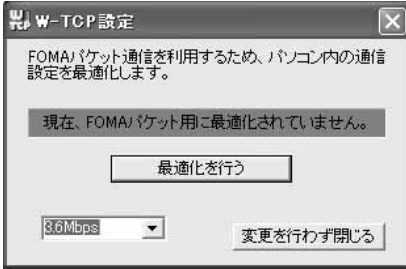 W-TCP設定
FOMAパケット通信を利用するため、パソコン内の通信
設定を最適化します。
現在、FOMAパケット用に最適化されていません。
最適化を行う
3.6Mbps
変更を行わず閉じる